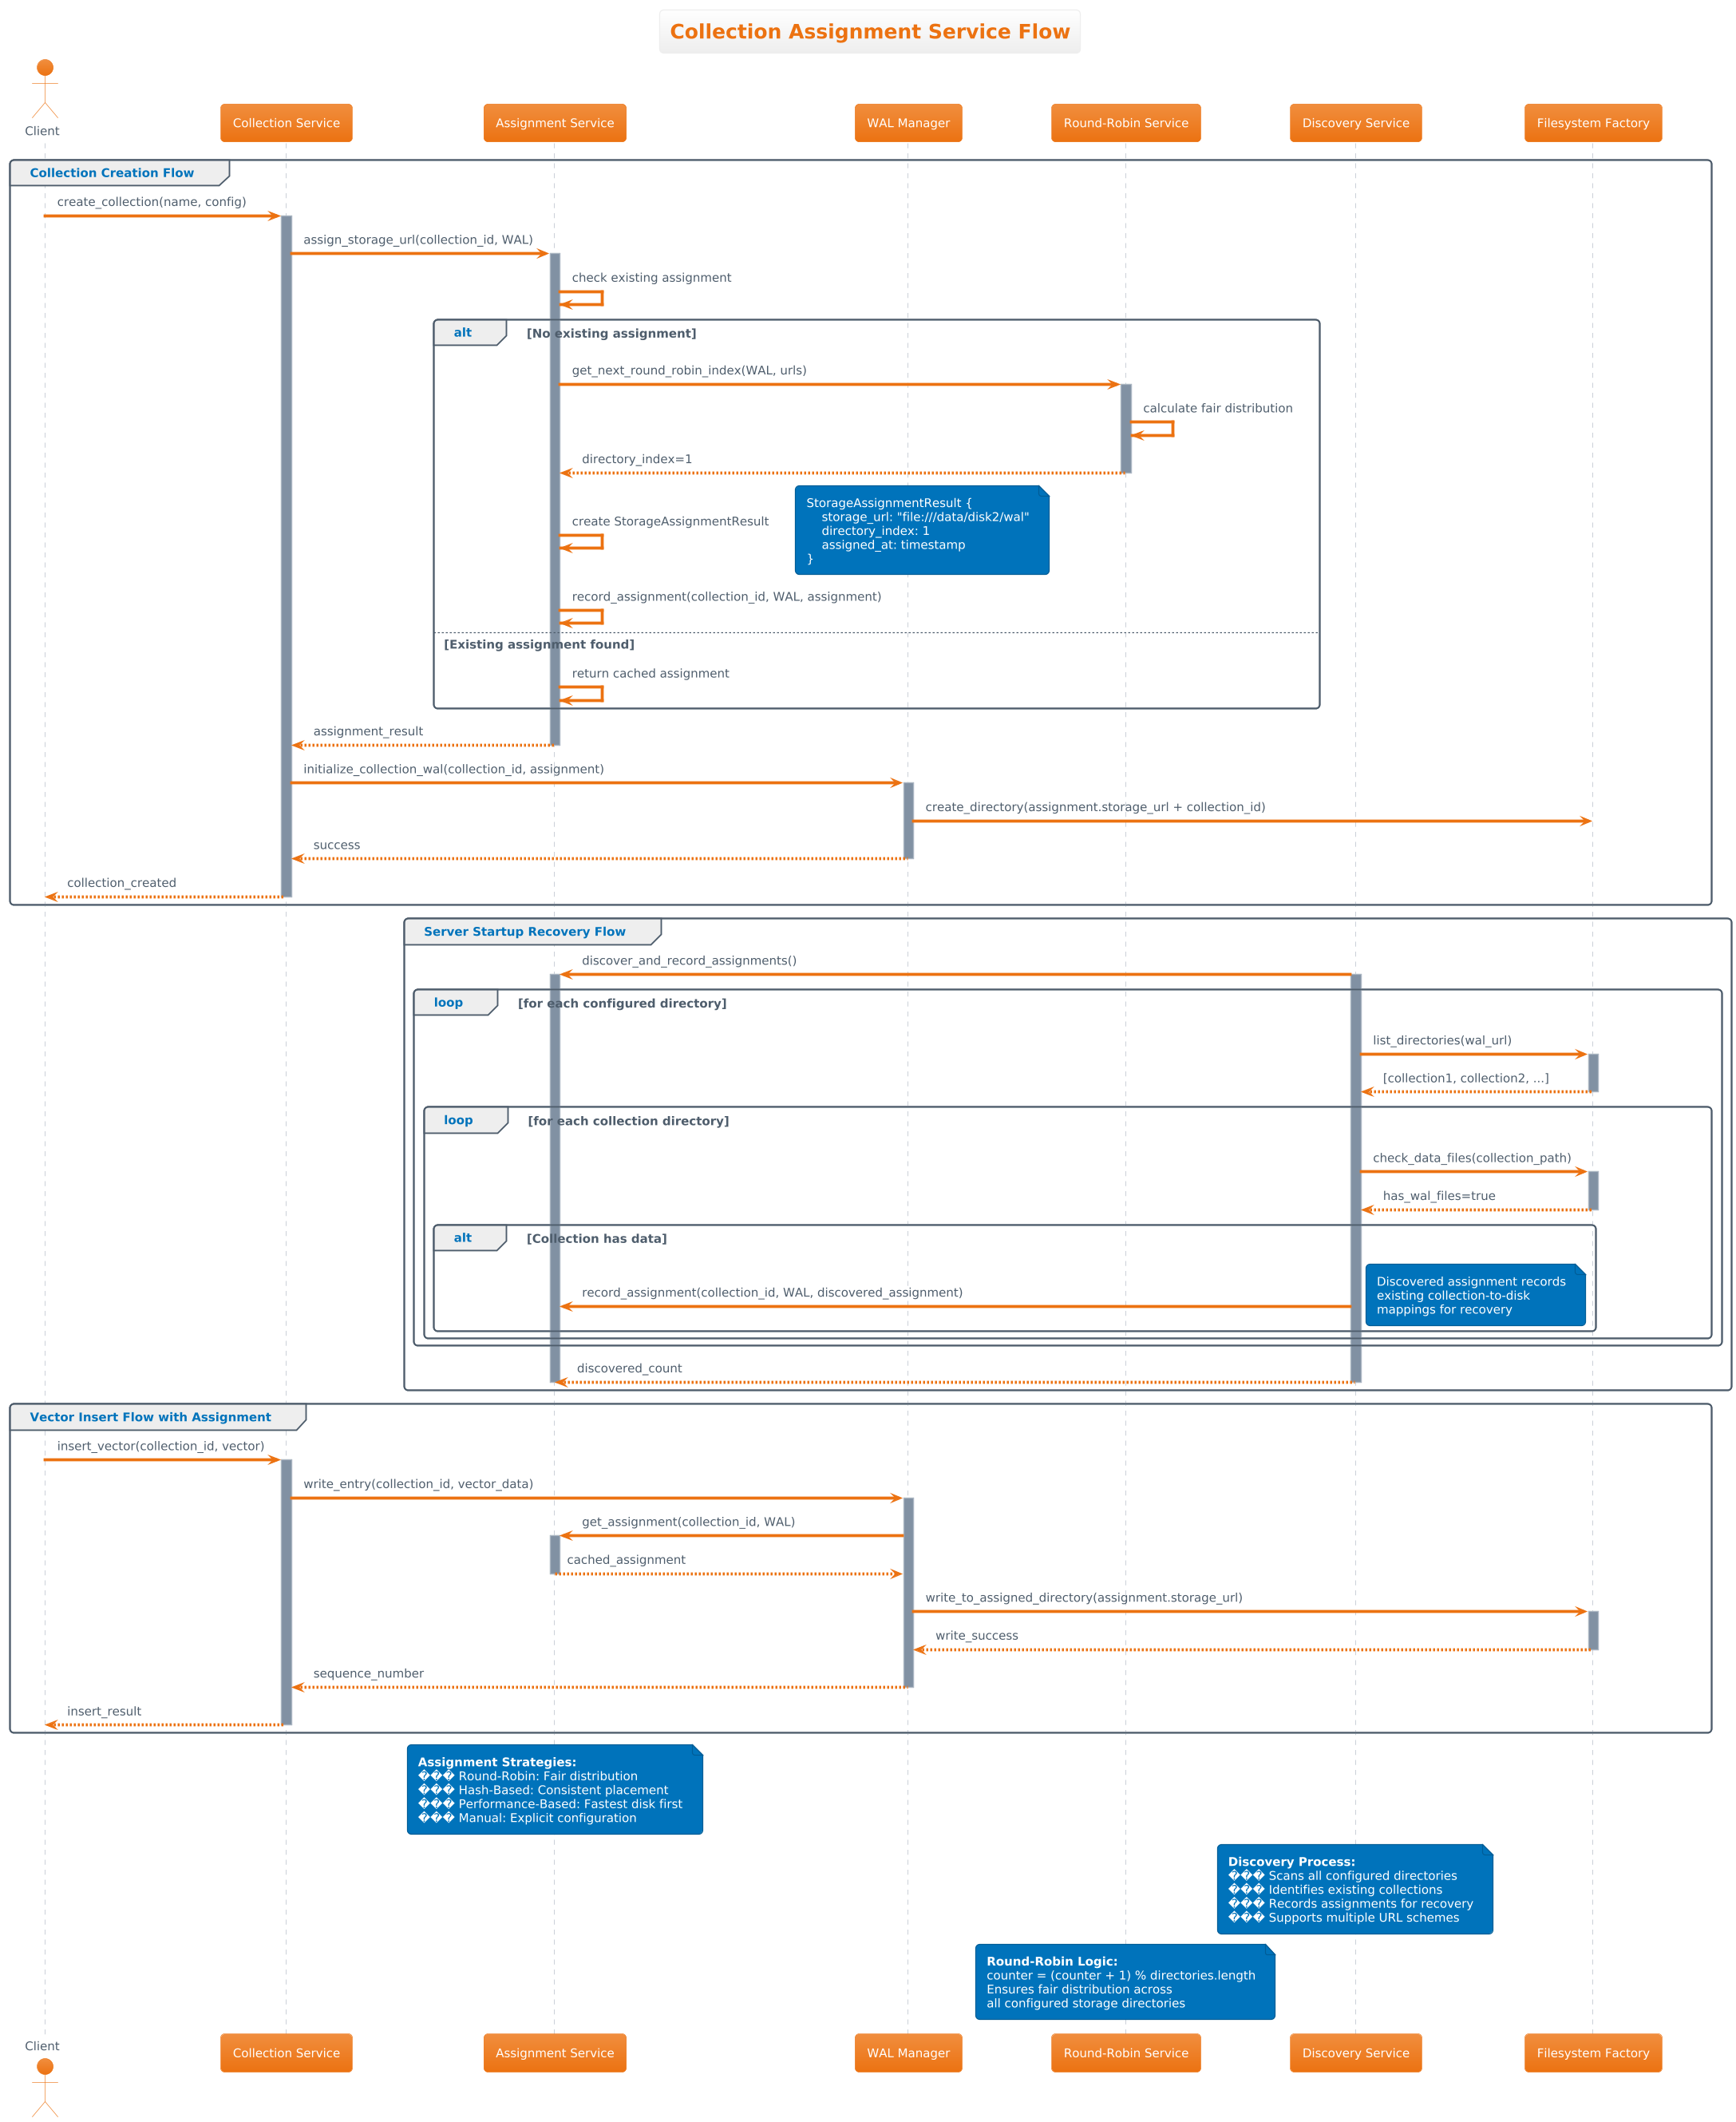 Collection Assignment Service Flow
Client
Collection Service
Assignment Service
WAL Manager
Round-Robin Service
Discovery Service
Filesystem Factory
Collection Creation Flow
create_collection(name, config)
assign_storage_url(collection_id, WAL)
check existing assignment
alt
[No existing assignment]
get_next_round_robin_index(WAL, urls)
calculate fair distribution
directory_index=1
StorageAssignmentResult {
storage_url: "file:///data/disk2/wal"
directory_index: 1
assigned_at: timestamp
}
create StorageAssignmentResult
record_assignment(collection_id, WAL, assignment)
[Existing assignment found]
return cached assignment
assignment_result
initialize_collection_wal(collection_id, assignment)
create_directory(assignment.storage_url + collection_id)
success
collection_created
Server Startup Recovery Flow
discover_and_record_assignments()
loop
[for each configured directory]
list_directories(wal_url)
[collection1, collection2, ...]
loop
[for each collection directory]
check_data_files(collection_path)
has_wal_files=true
alt
[Collection has data]
record_assignment(collection_id, WAL, discovered_assignment)
Discovered assignment records
existing collection-to-disk
mappings for recovery
discovered_count
Vector Insert Flow with Assignment
insert_vector(collection_id, vector)
write_entry(collection_id, vector_data)
get_assignment(collection_id, WAL)
cached_assignment
write_to_assigned_directory(assignment.storage_url)
write_success
sequence_number
insert_result
Assignment Strategies:
��� Round-Robin: Fair distribution
��� Hash-Based: Consistent placement
��� Performance-Based: Fastest disk first
��� Manual: Explicit configuration
Discovery Process:
��� Scans all configured directories
��� Identifies existing collections
��� Records assignments for recovery
��� Supports multiple URL schemes
Round-Robin Logic:
counter = (counter + 1) % directories.length
Ensures fair distribution across
all configured storage directories
Client
Collection Service
Assignment Service
WAL Manager
Round-Robin Service
Discovery Service
Filesystem Factory